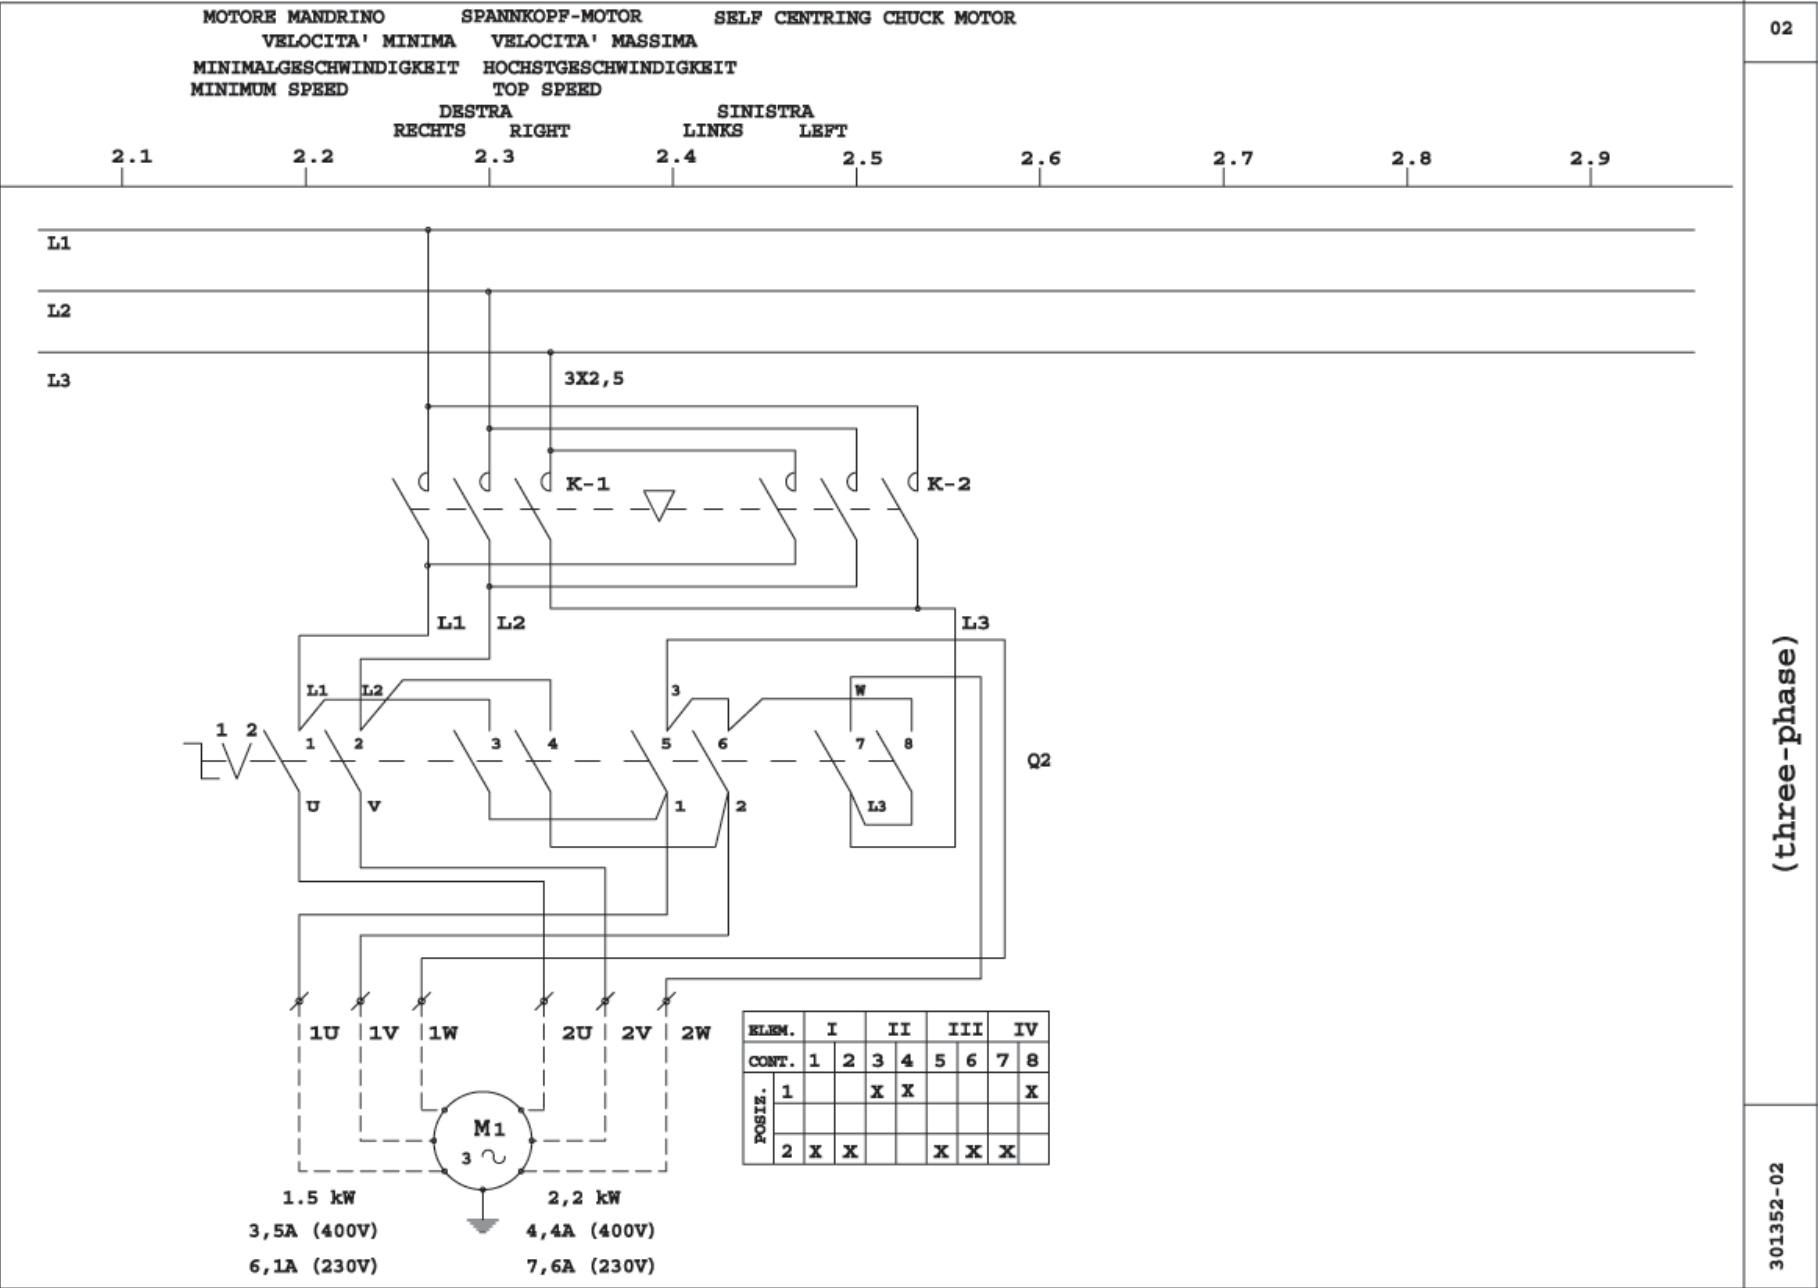 MOTORE MANDRINO SPANNKOPF-MOTOR SELF CENTRING CHUCK MOTOR
02
VELOCITA' MINIMA VELOCITA' MASSIMA
MINIMALGESCHWINDIGKEIT HOCHSTGESCHWINDIGKEIT
MINIMUM SPEED TOP SPEED
DESTRA SINISTRA
RECHTS RIGHT LINKS LEFT
2.1 2.2 2.3 2.4 2.5 2.6 2.7 2.8 2.9
L1
L2
L3
3X2,5
K-1 K-2
L1 L2 L3
L1 L2 3 W
1 2
1 2 3 4 5 6 7 8
Q2
U V 1 2 L3
1U 1V 1W 2U 2V 2W
M1
3
1.5 kW 2,2 kW
3,5A (400V) 4,4A (400V)
6,1A (230V) 7,6A (230V)
ELEM. I II III IV
CONT. 1 2 3 4 5 6 7 8
POSIZ.
1 X X X
2 X X X X X
(three-phase)
301352-02